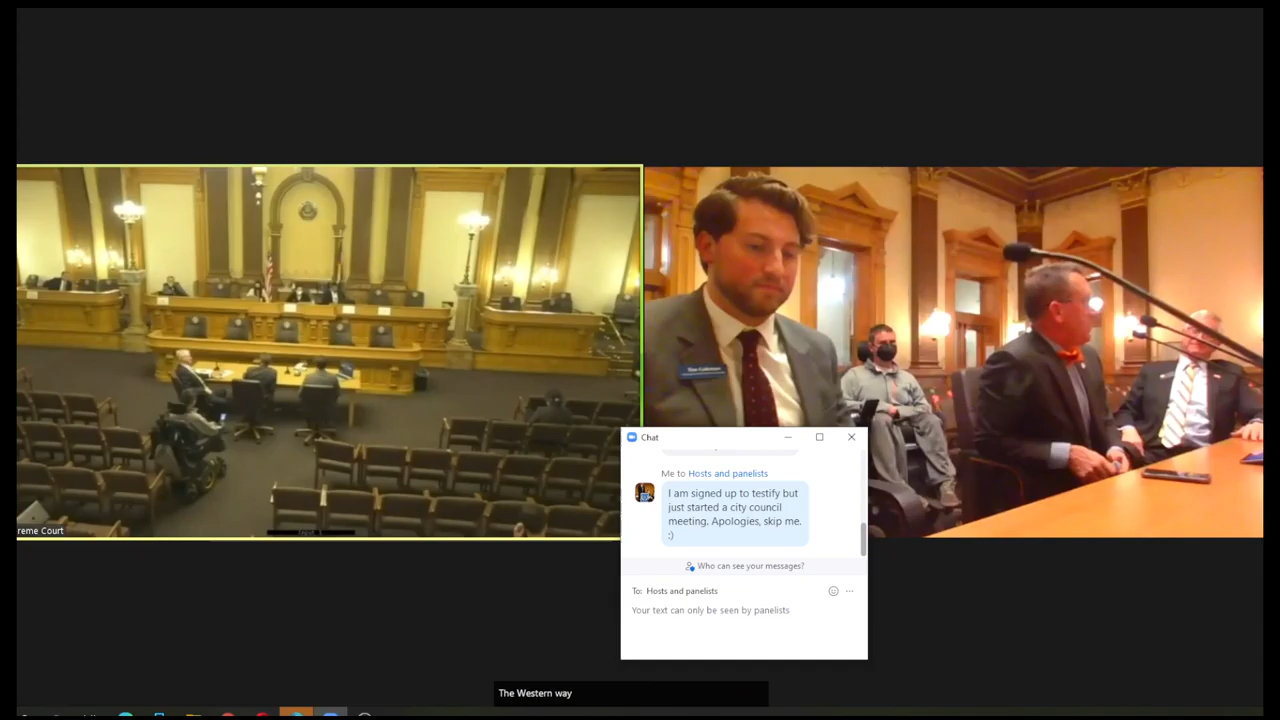 reme Court
Chat
Me to Hosts and panelists
I am signed up to testify but
just started a city council
meeting. Apologies, skip me.
:)
Who can see your messages?
To: Hosts and panelists
Your text can only be seen by panelists
The Western way